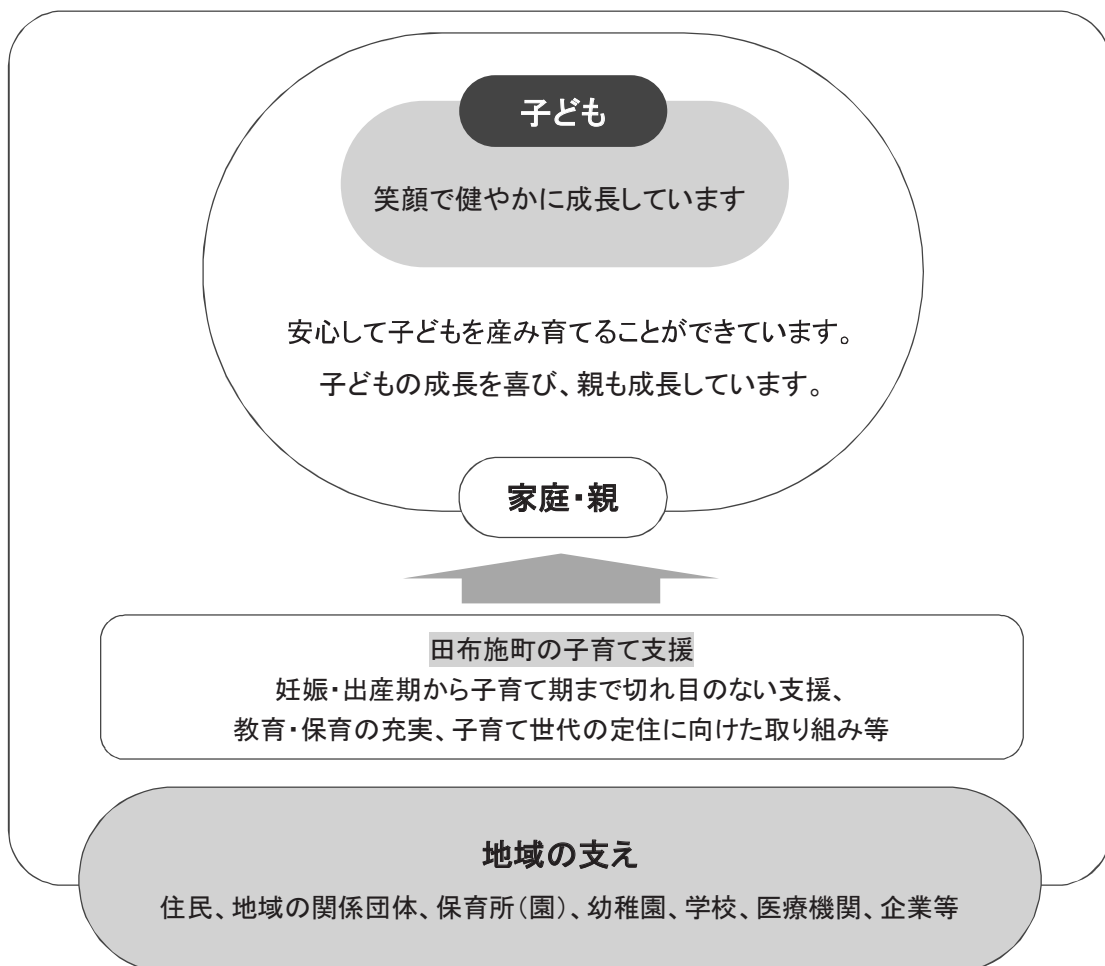 子ども
笑顔で健やかに成長しています
安心して子どもを産み育てることができています。
子どもの成長を喜び、親も成長しています。
家庭・親
田布施町の子育て支援
妊娠・出産期から子育て期まで切れ目のない支援、
教育・保育の充実、子育て世代の定住に向けた取り組み等
地域の支え
住民、地域の関係団体、保育所（園）、幼稚園、学校、医療機関、企業等